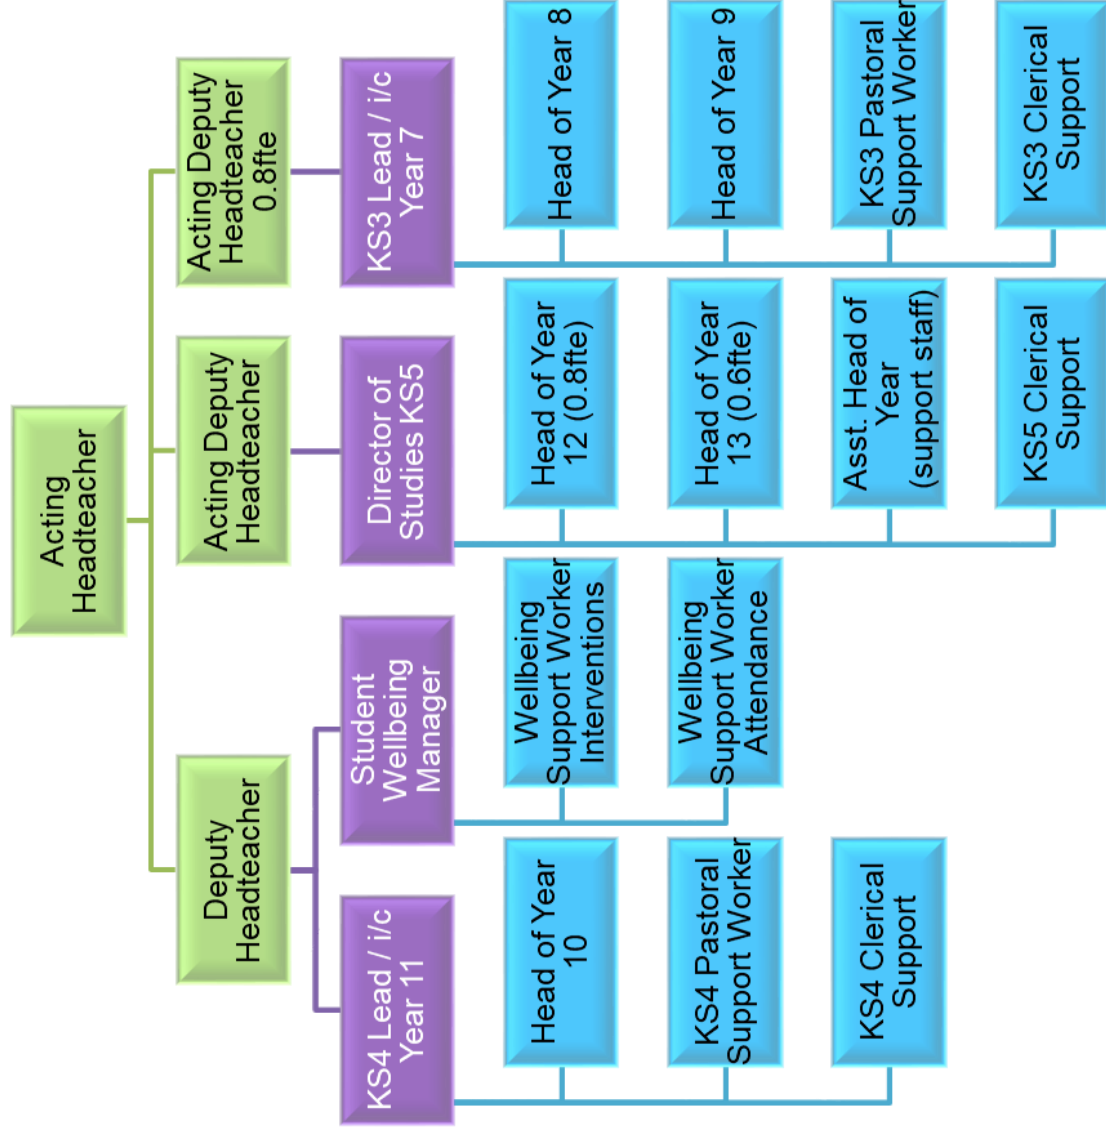 Acting
Headteacher
Deputy
Headteacher
Acting Deputy
Headteacher
Acting Deputy
Headteacher
0.8fte
KS4 Lead / i/c
Year 11
Student
Wellbeing
Manager
Director of
Studies KS5
KS3 Lead / i/c
Year 7
Head of Year
10
KS4 Pastoral
Support Worker
KS4 Clerical
Support
Wellbeing
Support Worker
Interventions
Wellbeing
Support Worker
Attendance
Head of Year
12 (0.8fte)
Head of Year
13 (0.6fte)
Asst. Head of
Year
(support staff)
KS5 Clerical
Support
Head of Year 8
Head of Year 9
KS3 Pastoral
Support Worker
KS3 Clerical
Support